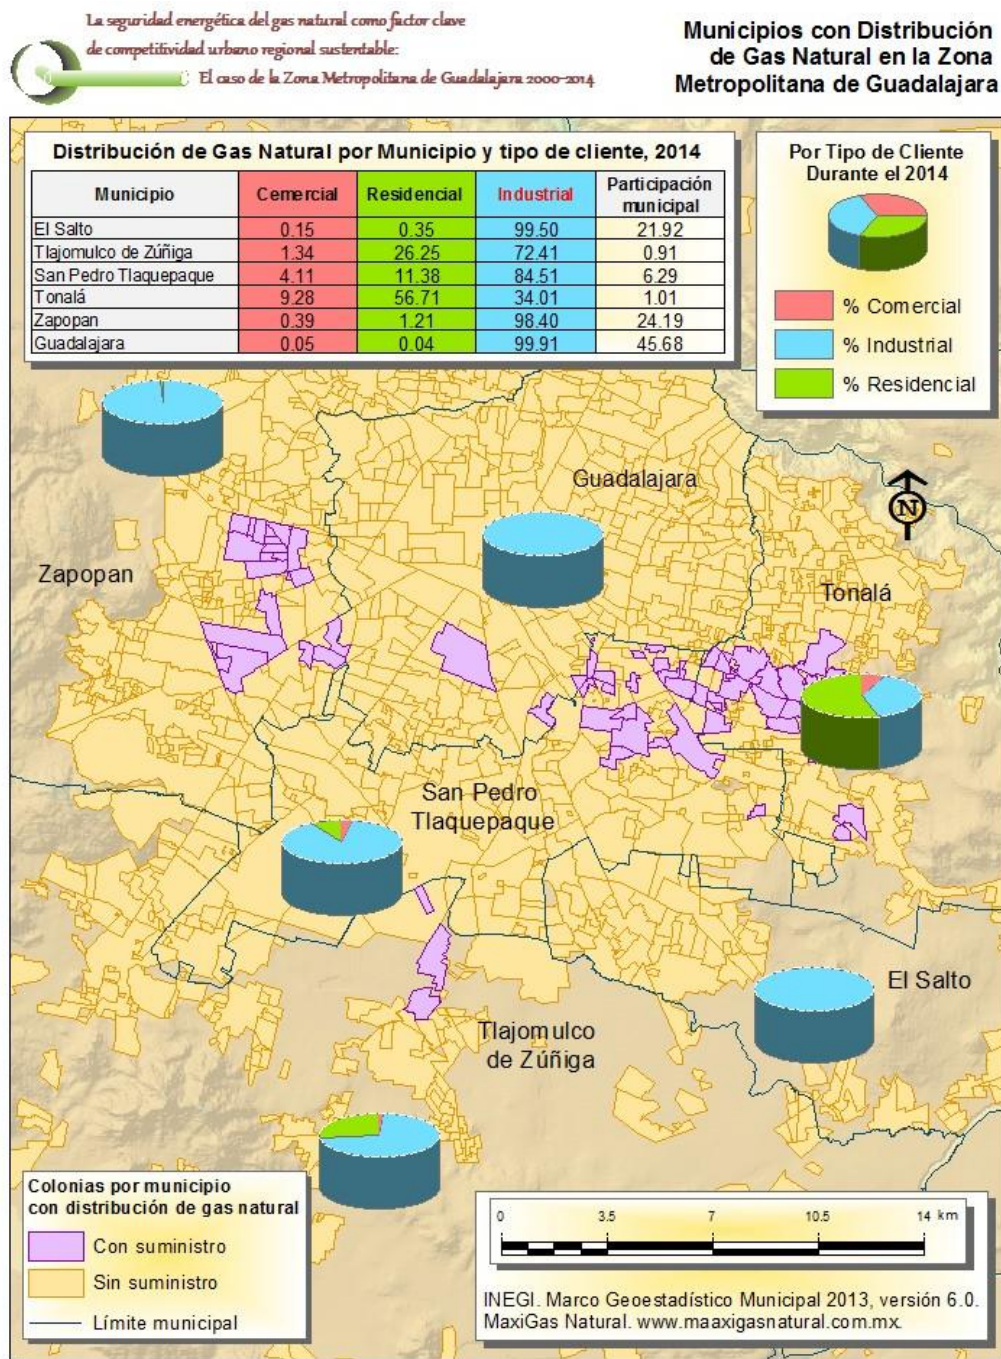 La seguridad energética del gas natural como factor clave
de competitividad urbano regional sustentable:
El caso de la Zona Metropolitana de Guadalajara 2000-2014
Municipios con Distribución
de Gas Natural en la Zona
Metropolitana de Guadalajara
Distribución de Gas Natural por Municipio y tipo de cliente, 2014
Municipio Cemercial Residencial Industrial Participación municipal
El Salto 0.15 0.35 99.50 21.92
Tlajomulco de Zúñiga 1.34 26.25 72.41 0.91
San Pedro Tlaquepaque 4.11 11.38 84.51 6.29
Tonalá 9.28 56.71 34.01 1.01
Zapopan 0.39 1.21 98.40 24.19
Guadalajara 0.05 0.04 99.91 45.68
Por Tipo de Cliente
Durante el 2014
% Comercial
% Industrial
% Residencial
Guadalajara
N
Zapopan
Tonalá
San Pedro
Tlaquepaque
El Salto
Tlajomulco
de Zúñiga
Colonias por municipio
con distribución de gas natural
Con suministro
Sin suministro
Límite municipal
0 3.5 7 10.5 14 km
INEGI. Marco Geoestadístico Municipal 2013, versión 6.0.
MaxiGas Natural. www.maaxigasnatural.com.mx.